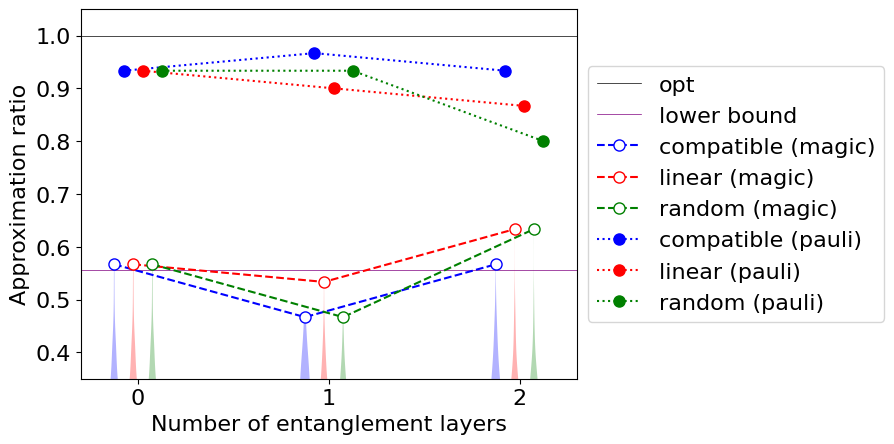 1.0
0.9
0.8
0.7
0.6
0.5
0.4
Approximation ratio
0 1 2
Number of entanglement layers
opt
lower bound
compatible (magic)
linear (magic)
random (magic)
compatible (pauli)
linear (pauli)
random (pauli)